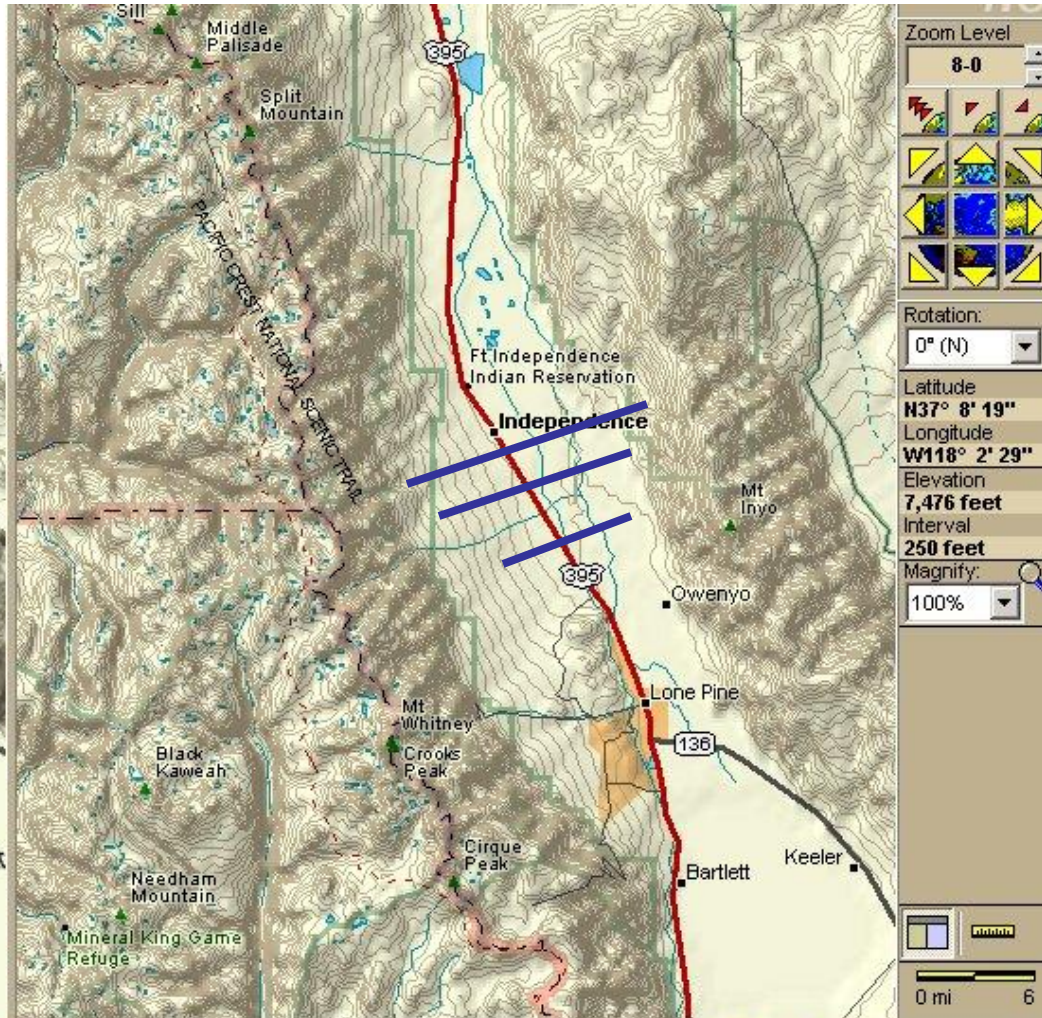 Sill
Middle
Palisade
395
Split
Mountain
PACIFIC CREST NATIONAL SCENIC TRAIL
Ft Independence
Indian Reservation
Independence
Mt
Inyo
395
Owenyo
Lone Pine
Mt
Whitney
Crooks
Peak
136
Black
Kaweah
Cirque
Peak
Keeler
Bartlett
Needham
Mountain
Mineral King Game
Refuge
Zoom Level
8-0
Rotation:
0° (N)
Latitude
N37° 8' 19"
Longitude
W118° 2' 29"
Elevation
7,476 feet
Interval
250 feet
Magnify:
100%
0 mi 6